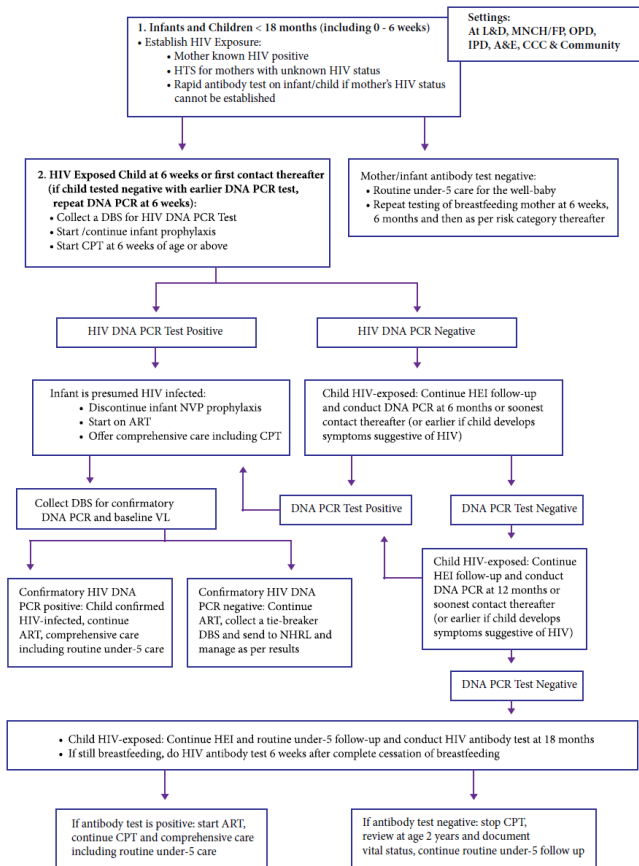 1. Infants and Children < 18 months (including 0 - 6 weeks)
• Establish HIV Exposure:
• Mother known HIV positive
• HTS for mothers with unknown HIV status
• Rapid antibody test on infant/child if mother's HIV status
cannot be established
Settings:
At L&D, MNCH/FP, OPD,
IPD, A&E, CCC & Community
2. HIV Exposed Child at 6 weeks or first contact thereafter
(if child tested negative with earlier DNA PCR test,
repeat DNA PCR at 6 weeks):
• Collect a DBS for HIV DNA PCR Test
• Start /continue infant prophylaxis
• Start CPT at 6 weeks of age or above
Mother/infant antibody test negative:
• Routine under-5 care for the well-baby
• Repeat testing of breastfeeding mother at 6 weeks,
6 months and then as per risk category thereafter
HIV DNA PCR Test Positive
HIV DNA PCR Negative
Infant is presumed HIV infected:
• Discontinue infant NVP prophylaxis
• Start on ART
• Offer comprehensive care including CPT
Child HIV-exposed: Continue HEI follow-up
and conduct DNA PCR at 6 months or soonest
contact thereafter (or earlier if child develops
symptoms suggestive of HIV)
Collect DBS for confirmatory
DNA PCR and baseline VL
DNA PCR Test Positive
DNA PCR Test Negative
Confirmatory HIV DNA
PCR positive: Child confirmed
HIV-infected, continue
ART, comprehensive care
including routine under-5 care
Confirmatory HIV DNA
PCR negative: Continue
ART, collect a tie-breaker
DBS and send to NHRL and
manage as per results
Child HIV-exposed: Continue
HEI follow-up and conduct
DNA PCR at 12 months or
soonest contact thereafter
(or earlier if child develops
symptoms suggestive of HIV)
DNA PCR Test Negative
• Child HIV-exposed: Continue HEI and routine under-5 follow-up and conduct HIV antibody test at 18 months
• If still breastfeeding, do HIV antibody test 6 weeks after complete cessation of breastfeeding
If antibody test is positive: start ART,
continue CPT and comprehensive care
including routine under-5 care
If antibody test negative: stop CPT,
review at age 2 years and document
vital status, continue routine under-5 follow up